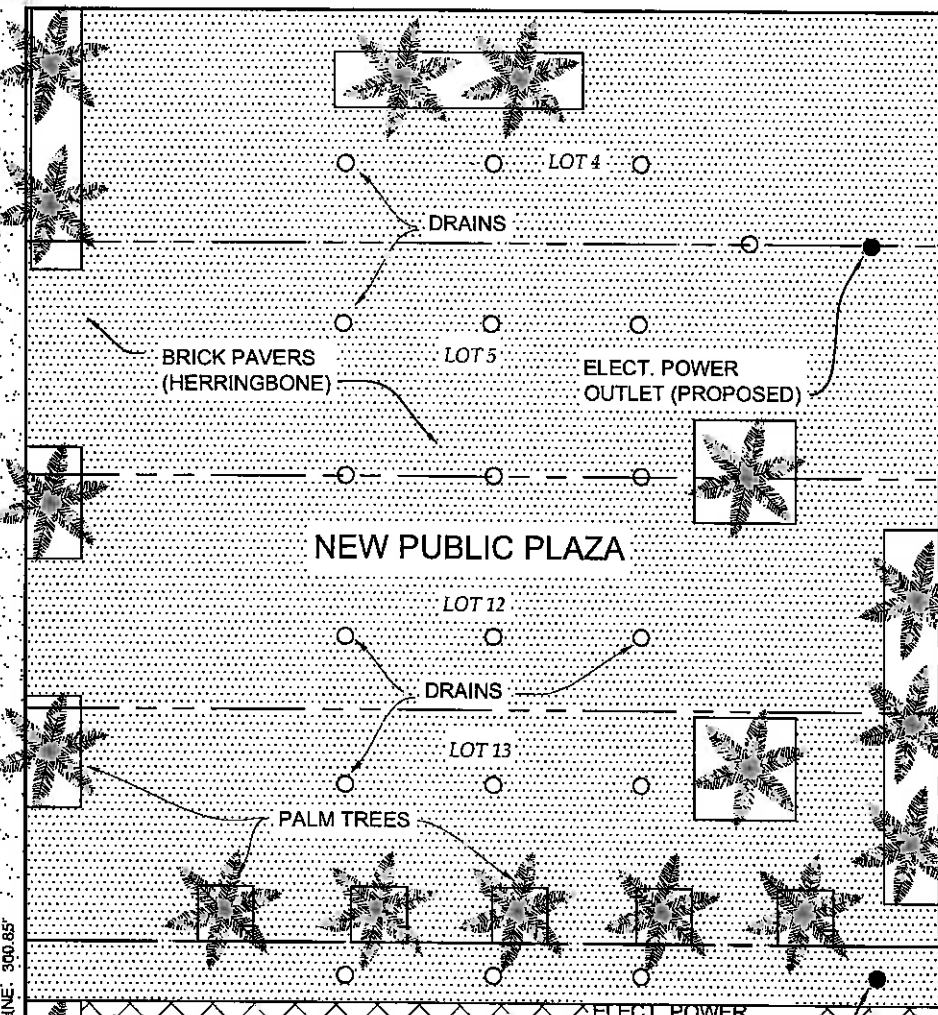 LOT 4
DRAINS
LOT 5
BRICK PAVERS
(HERRINGBONE)
ELECT. POWER
OUTLET (PROPOSED)
NEW PUBLIC PLAZA
LOT 12
DRAINS
LOT 13
PALM TREES
300.85'
ELECT. POWER